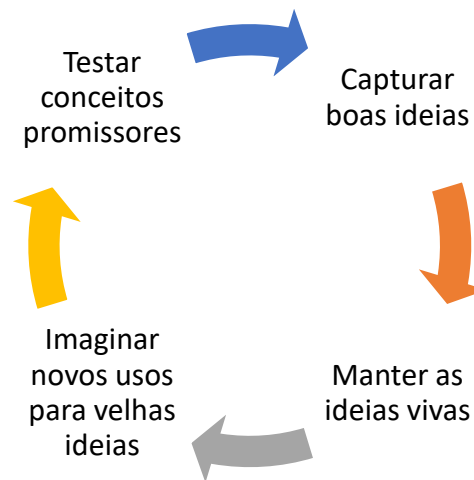 Testar
conceitos
promissores
Capturar
boas ideias
Manter as
ideias vivas
Imaginar
novos usos
para velhas
ideias